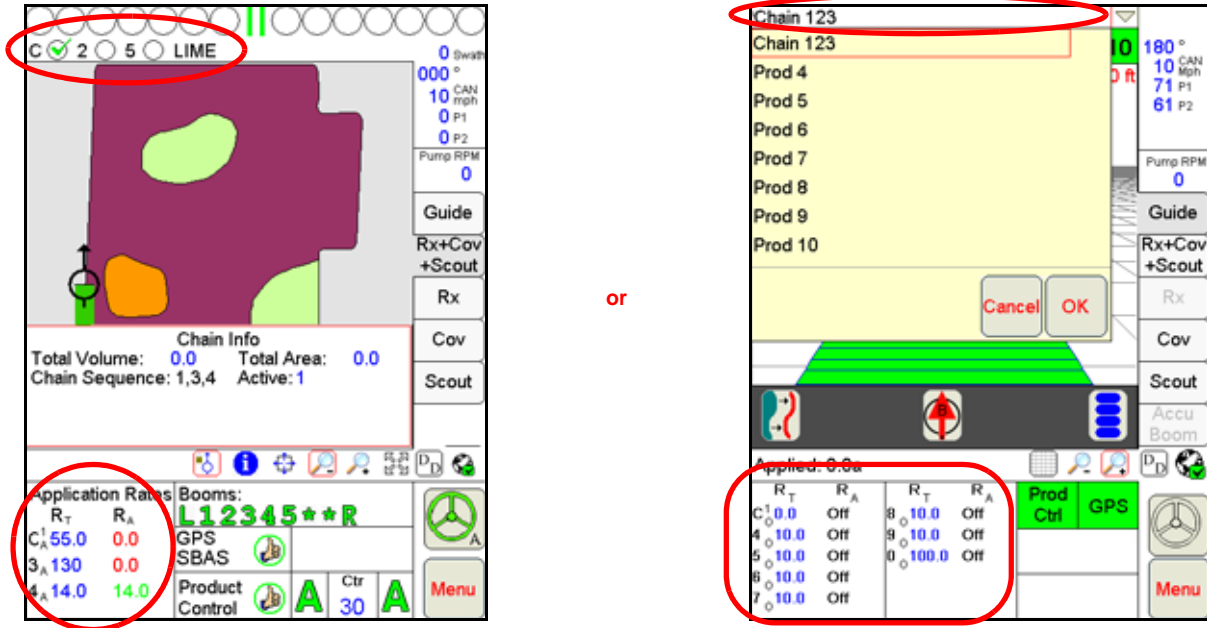 C 2 5 LIME
0 Swath
000 °
10 CAN mph
0 P1
0 P2
Pump RPM
0
Guide
Rx+Cov
+Scout
Rx
Cov
Scout
Chain Info
Total Volume: 0.0 Total Area: 0.0
Chain Sequence: 1,3,4 Active: 1
D D
Application Rates
RT RA
C 1 A 55.0 0.0
3 A 130 0.0
4 A 14.0 14.0
Booms:
L12345**R
GPS
SBAS
Product
Control
A
Ctr
30
A
A
Menu
or
Chain 123
Chain 123
Prod 4
Prod 5
Prod 6
Prod 7
Prod 8
Prod 9
Prod 10
Cancel OK
10
0 ft
180 °
10 CAN Mph
71 P1
61 P2
Pump RPM
0
Guide
Rx+Cov
+Scout
Rx
Cov
Scout
Accu
Boom
B
Applied: 0.0a
D D
RT RA RT RA
C 1 O 0.0 Off 8 O 10.0 Off
4 O 10.0 Off 9 O 10.0 Off
5 O 10.0 Off 0 O 100.0 Off
6 O 10.0 Off
7 O 10.0 Off
Prod
Ctrl
GPS
Menu